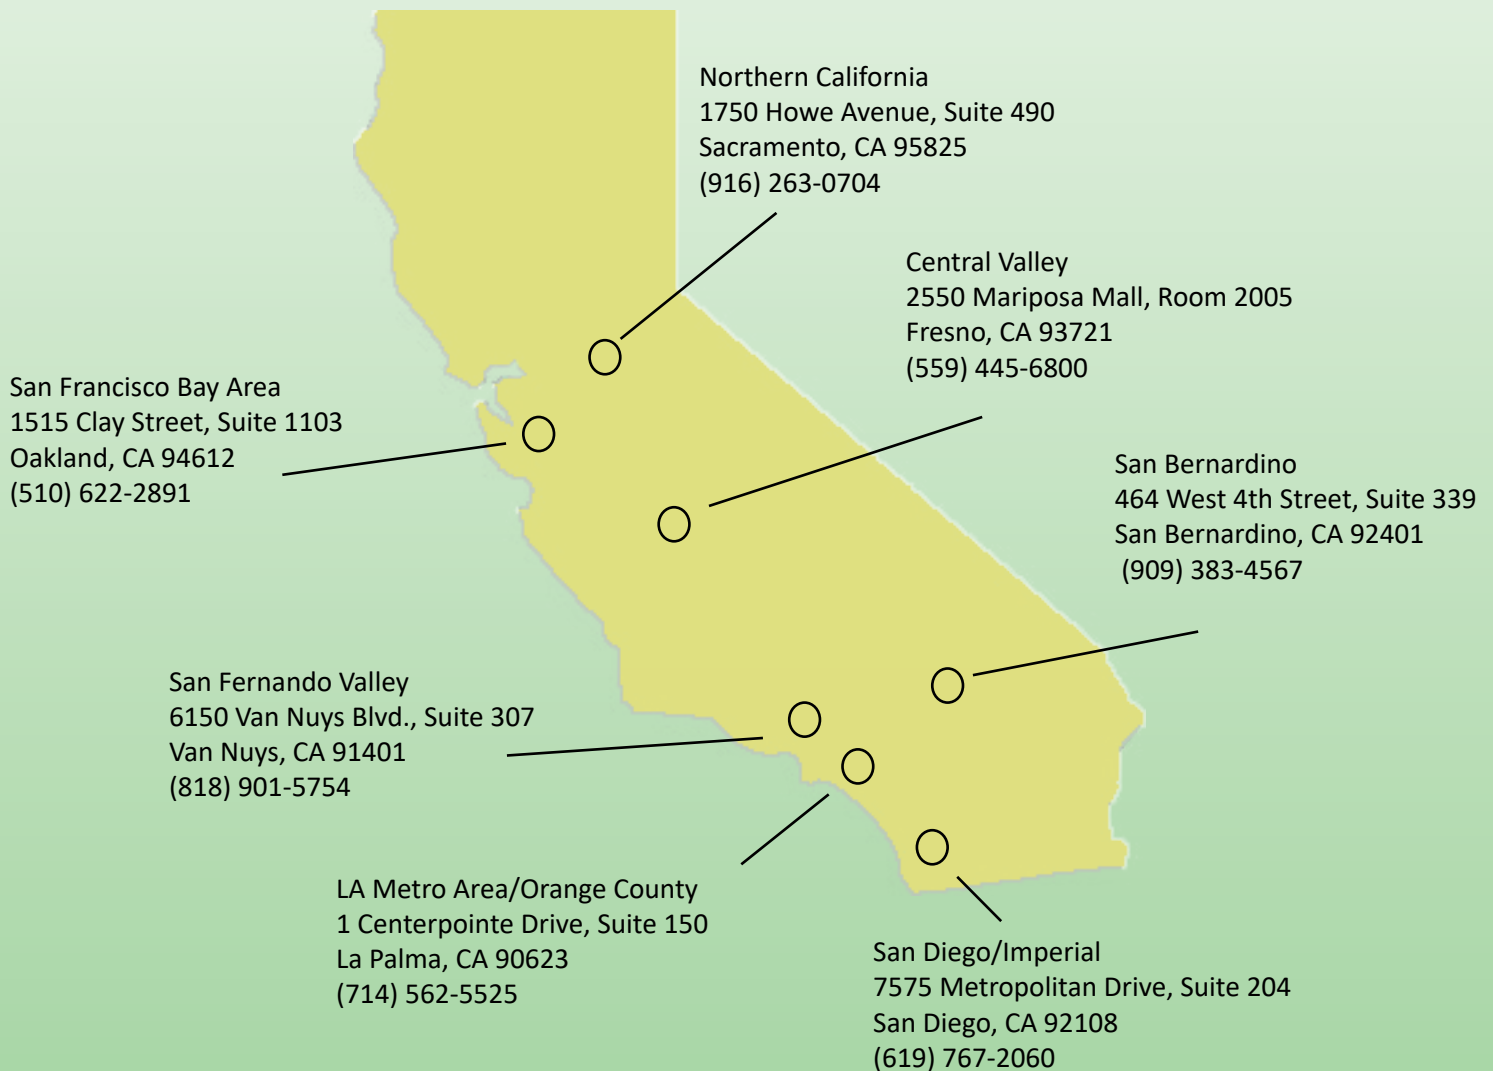 Northern California
1750 Howe Avenue, Suite 490
Sacramento, CA 95825
(916) 263-0704
Central Valley
2550 Mariposa Mall, Room 2005
Fresno, CA 93721
(559) 445-6800
San Francisco Bay Area
1515 Clay Street, Suite 1103
Oakland, CA 94612
(510) 622-2891
San Bernardino
464 West 4th Street, Suite 339
San Bernardino, CA 92401
(909) 383-4567
San Fernando Valley
6150 Van Nuys Blvd., Suite 307
Van Nuys, CA 91401
(818) 901-5754
LA Metro Area/Orange County
1 Centerpointe Drive, Suite 150
La Palma, CA 90623
(714) 562-5525
San Diego/Imperial
7575 Metropolitan Drive, Suite 204
San Diego, CA 92108
(619) 767-2060